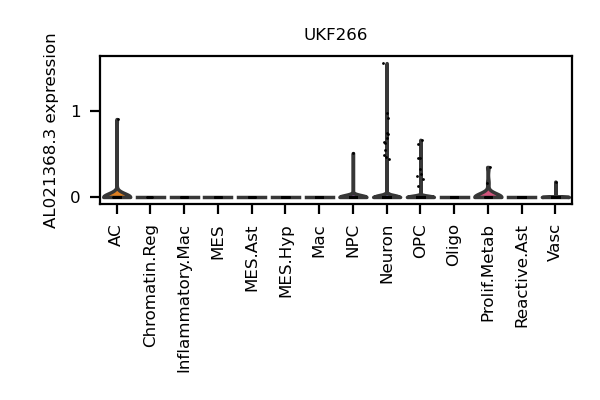 UKF266
AL021368.3 expression
1
0
AC
Chromatin.Reg
Inflammatory.Mac
MES
MES.Ast
MES.Hyp
Mac
NPC
Neuron
OPC
Oligo
Prolif.Metab
Reactive.Ast
Vasc